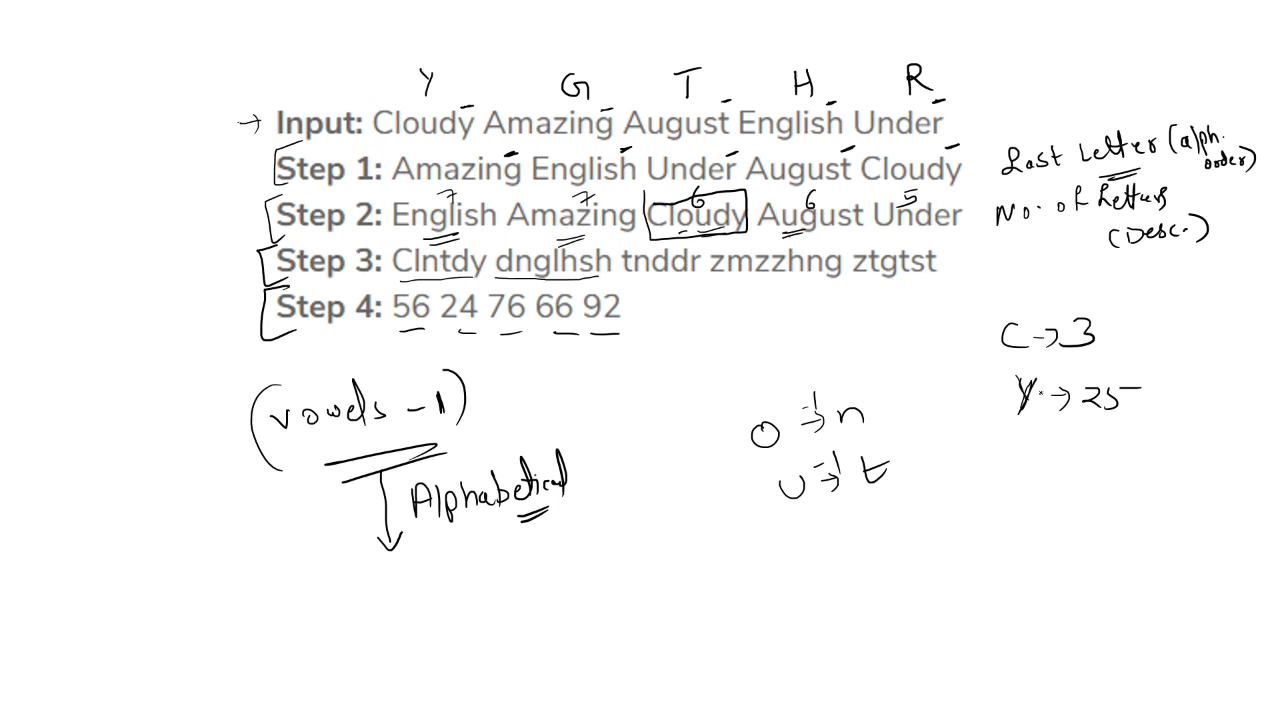 Y G T H R
→ Input: Cloudy Amazing August English Under
Step 1: Amazing English Under August Cloudy
Last Letter (alph. order)
7 7 6 6 5
Step 2: English Amazing Cloudy August Under
No. of Letters
(Desc.)
Step 3: Clntdy dnglhsh tnddr zmzzhng ztgtst
Step 4: 56 24 76 66 92
C → 3
Y → 25
(vowels - 1)
O -1→ n
U -1→ t
Alphabetical